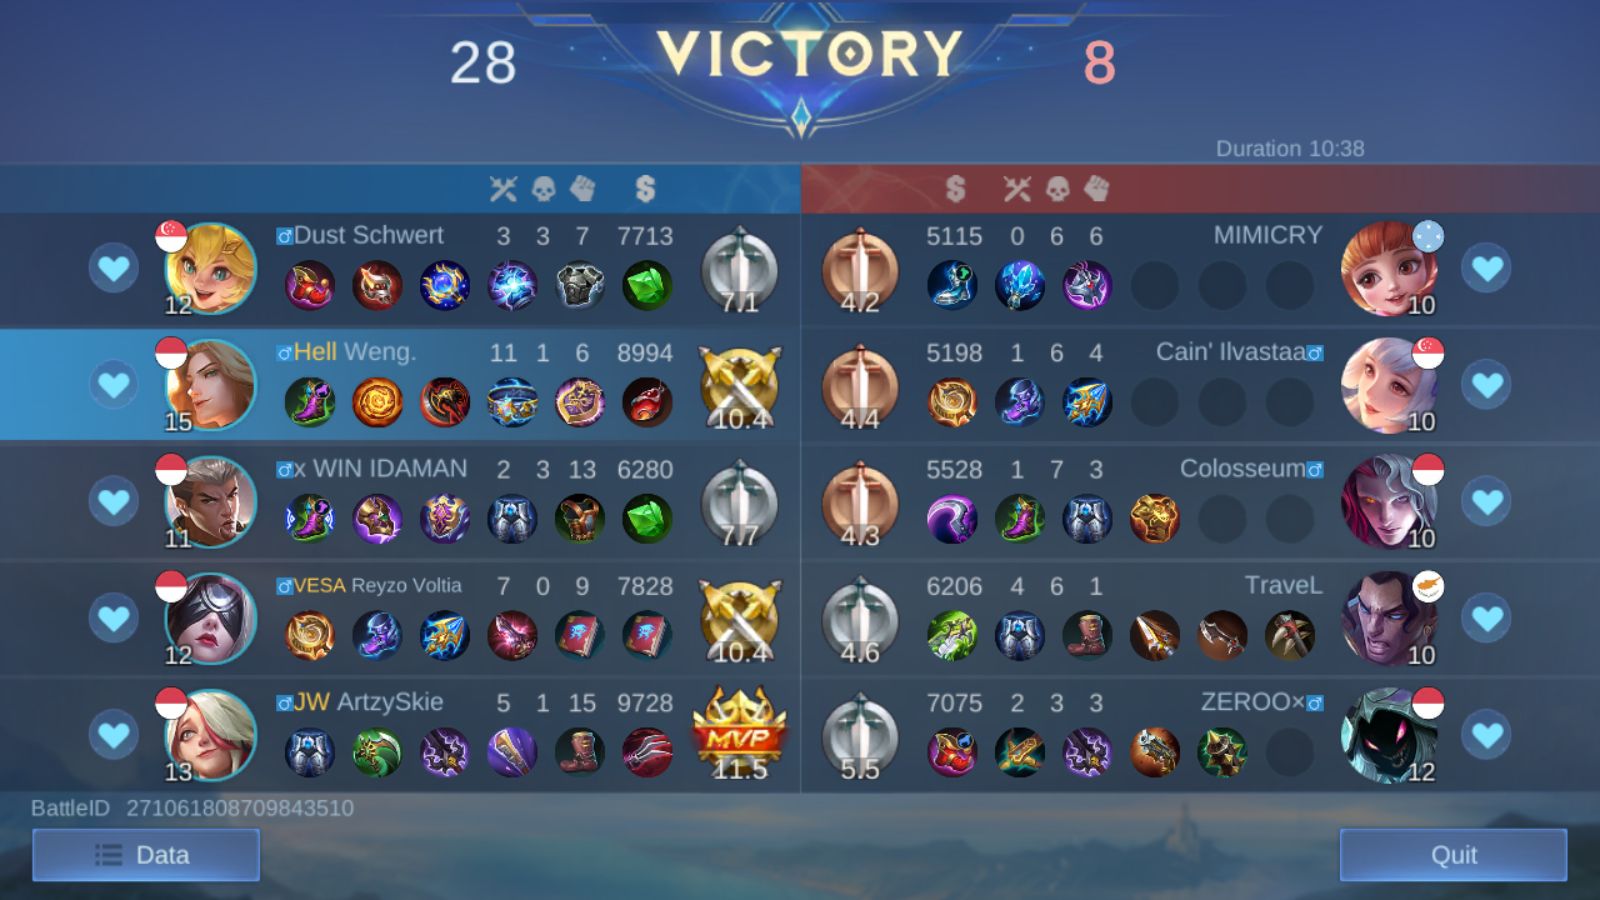 28 VICTORY 8
Duration 10:38
Dust Schwert 3 3 7 7713
12 7.1
4.2 5115 0 6 6 MIMICRY
10
Hell Weng. 11 1 6 8994
15 10.4
4.4 5198 1 6 4 Cain' Ilvastaa
10
x WIN IDAMAN 2 3 13 6280
11 7.7
4.3 5528 1 7 3 Colosseum
10
VESA Reyzo Voltia 7 0 9 7828
12 10.4
4.6 6206 4 6 1 TraveL
10
JW ArtzySkie 5 1 15 9728
13 MVP 11.5
5.5 7075 2 3 3 ZEROO×
12
BattleID 271061808709843510
Data
Quit